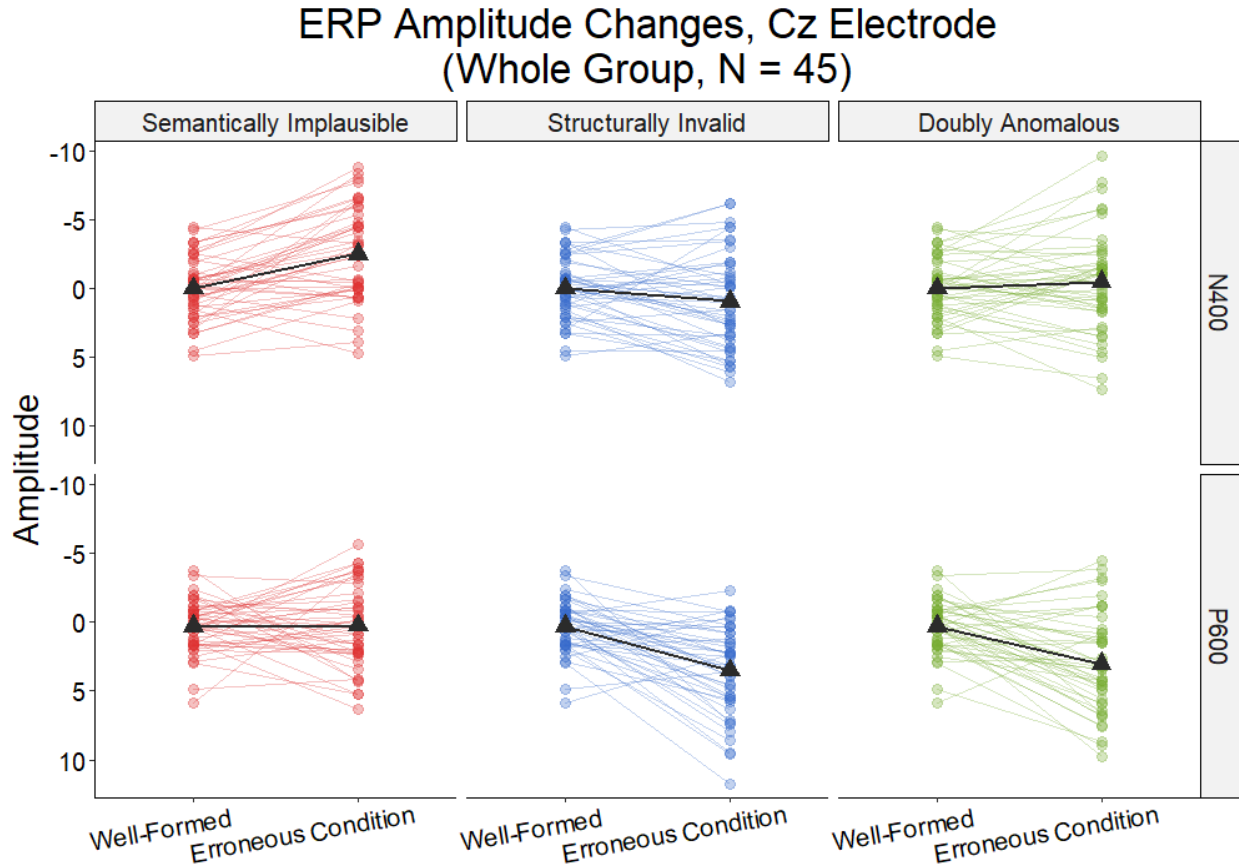 ERP Amplitude Changes, Cz Electrode
(Whole Group, N = 45)
Semantically Implausible
Structurally Invalid
Doubly Anomalous
Amplitude
-10
-5
0
5
10
N400
-10
-5
0
5
10
P600
Well-Formed
Erroneous Condition
Well-Formed
Erroneous Condition
Well-Formed
Erroneous Condition